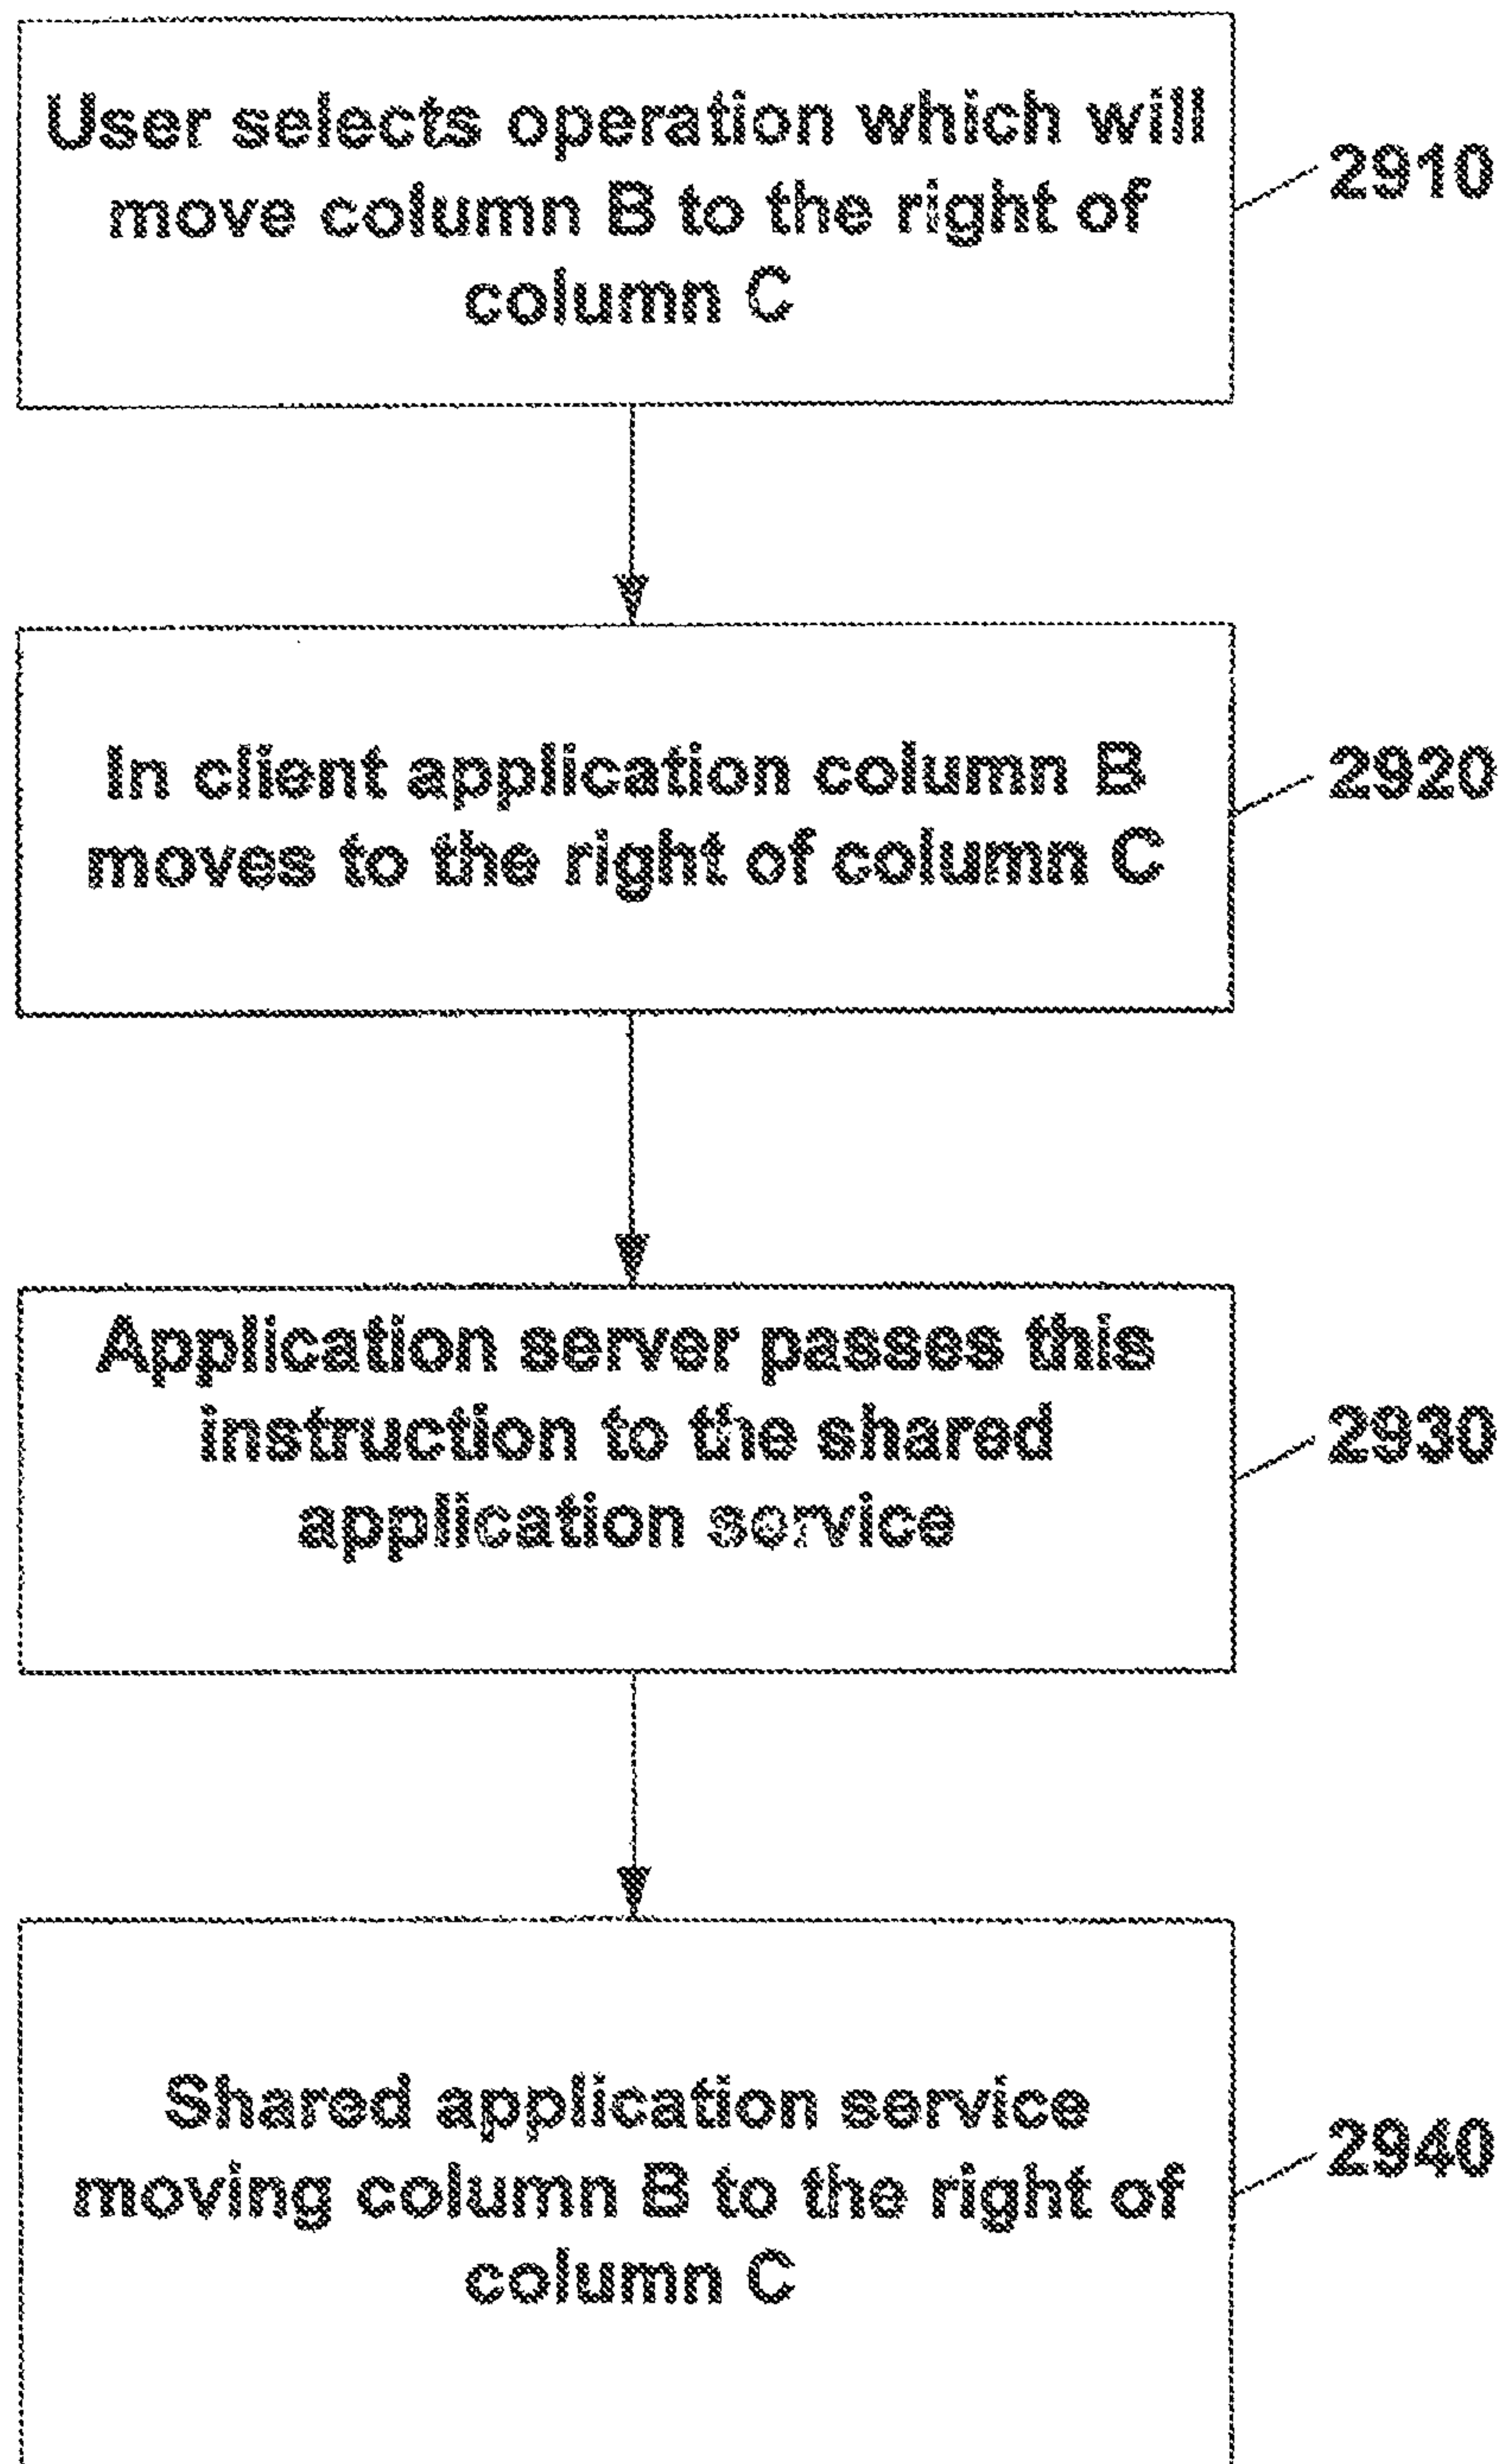 User selects operation which will
move column B to the right of
column C
2910
In client application column B
moves to the right of column C
2920
Application server passes this
instruction to the shared
application service
2930
Shared application service
moving column B to the right of
column C
2940